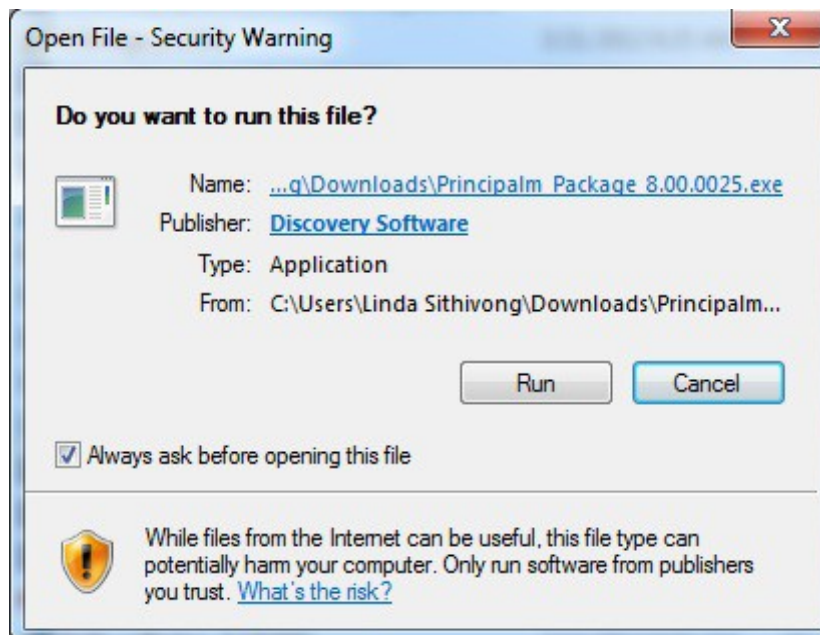 Open File - Security Warning
Do you want to run this file?
Name: ...g\Downloads\Principalm Package 8.00.0025.exe
Publisher: Discovery Software
Type: Application
From: C:\Users\Linda Sithivong\Downloads\Principalm...
Run Cancel
Always ask before opening this file
While files from the Internet can be useful, this file type can
potentially harm your computer. Only run software from publishers
you trust. What's the risk?